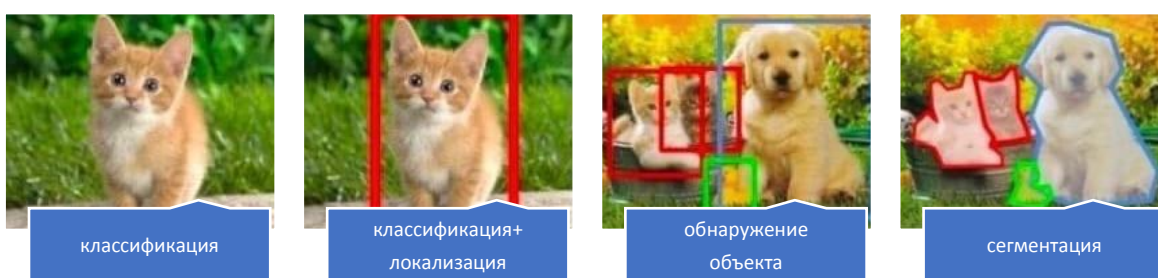 классификация
классификация+
локализация
обнаружение
объекта
сегментация